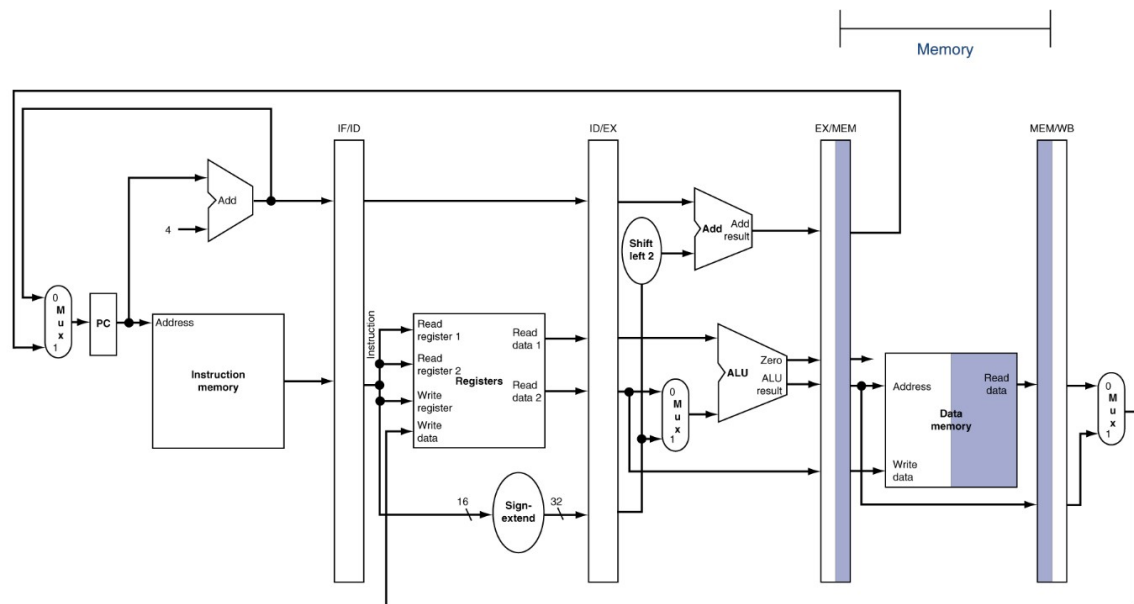 Memory
IF/ID
ID/EX
EX/MEM
MEM/WB
Add
4
Add
Add
result
Shift
left 2
0
M
u
x
1
PC
Address
Instruction
memory
Instruction
Read
register 1
Read
register 2
Write
register
Write
data
Registers
Read
data 1
Read
data 2
0
M
u
x
1
ALU
Zero
ALU
result
Address
Read
data
Data
memory
Write
data
0
M
u
x
1
16
Sign-
extend
32